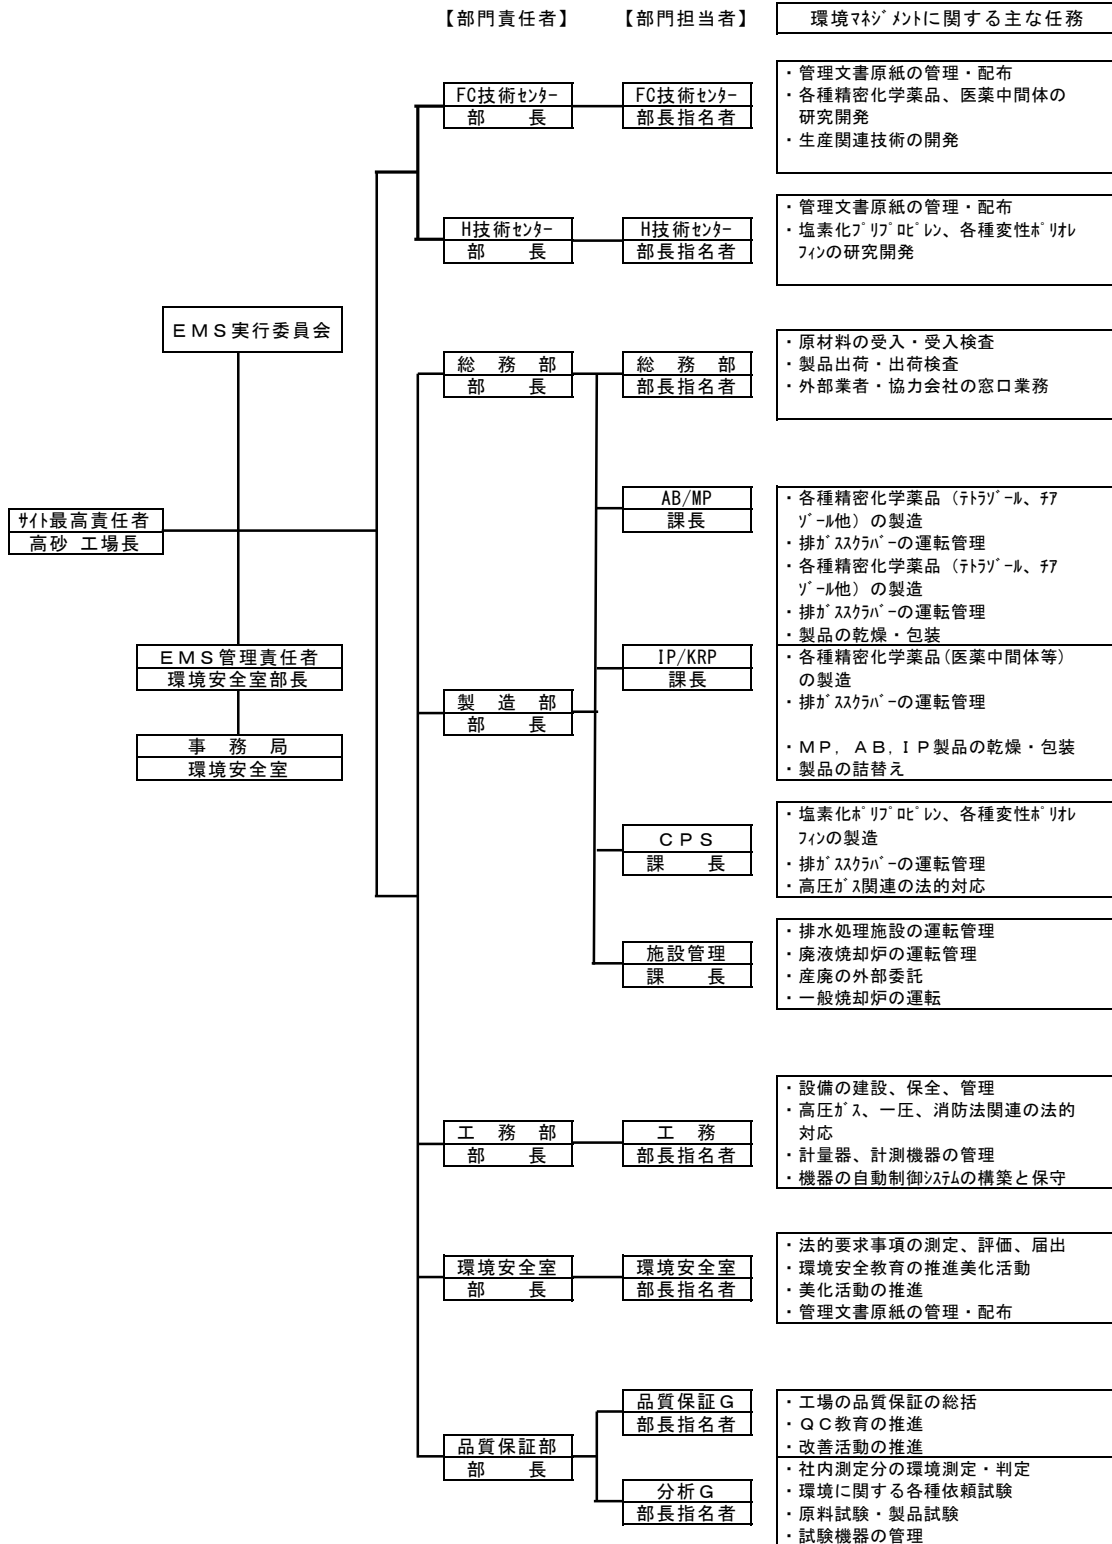 【部門責任者】 【部門担当者】 環境ﾏﾈｼﾞﾒﾝﾄに関する主な任務
FC技術ｾﾝﾀｰ
部　　長
FC技術ｾﾝﾀｰ
部長指名者
・管理文書原紙の管理・配布
・各種精密化学薬品、医薬中間体の
研究開発
・生産関連技術の開発
H技術ｾﾝﾀｰ
部　　長
H技術ｾﾝﾀｰ
部長指名者
・管理文書原紙の管理・配布
・塩素化ﾌﾟﾘﾌﾟﾛﾋﾟﾚﾝ、各種変性ﾎﾟﾘｵﾚ
ﾌｨﾝの研究開発
ＥＭＳ実行委員会
総　務　部
部　　長
総　務　部
部長指名者
・原材料の受入・受入検査
・製品出荷・出荷検査
・外部業者・協力会社の窓口業務
ｻｲﾄ最高責任者
高砂 工場長
AB/MP
課長
・各種精密化学薬品（ﾃﾄﾗｿﾞｰﾙ、ﾁｱ
ｿﾞｰﾙ他）の製造
・排ｶﾞｽｽｸﾗﾊﾞｰの運転管理
・各種精密化学薬品（ﾃﾄﾗｿﾞｰﾙ、ﾁｱ
ｿﾞｰﾙ他）の製造
・排ｶﾞｽｽｸﾗﾊﾞｰの運転管理
・製品の乾燥・包装
ＥＭＳ管理責任者
環境安全室部長
事　務　局
環境安全室
製　造　部
部　　長
IP/KRP
課長
・各種精密化学薬品(医薬中間体等)
の製造
・排ｶﾞｽｽｸﾗﾊﾞｰの運転管理
・ＭＰ，ＡＢ,ＩＰ製品の乾燥・包装
・製品の詰替え
ＣＰＳ
課　　長
・塩素化ﾎﾟﾘﾌﾟﾛﾋﾟﾚﾝ、各種変性ﾎﾟﾘｵﾚ
ﾌｨﾝの製造
・排ｶﾞｽｽｸﾗﾊﾞｰの運転管理
・高圧ｶﾞｽ関連の法的対応
施設管理
課　　長
・排水処理施設の運転管理
・廃液焼却炉の運転管理
・産廃の外部委託
・一般焼却炉の運転
工　務　部
部　　長
工　務
部長指名者
・設備の建設、保全、管理
・高圧ｶﾞｽ、一圧、消防法関連の法的
対応
・計量器、計測機器の管理
・機器の自動制御ｼｽﾃﾑの構築と保守
環境安全室
部　　長
環境安全室
部長指名者
・法的要求事項の測定、評価、届出
・環境安全教育の推進美化活動
・美化活動の推進
・管理文書原紙の管理・配布
品質保証部
部　　長
品質保証Ｇ
部長指名者
・工場の品質保証の総括
・ＱＣ教育の推進
・改善活動の推進
分析Ｇ
部長指名者
・社内測定分の環境測定・判定
・環境に関する各種依頼試験
・原料試験・製品試験
・試験機器の管理